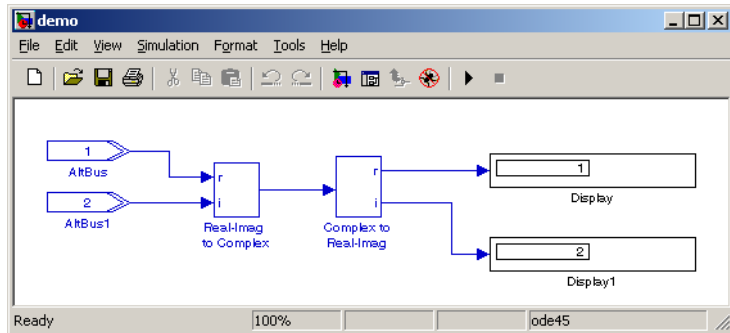 demo
File Edit View Simulation Format Tools Help
1
AltBus
2
AltBus1
r
i
Real-Imag
to Complex
r
i
Complex to
Real-Imag
1
Display
2
Display1
Ready 100% ode45